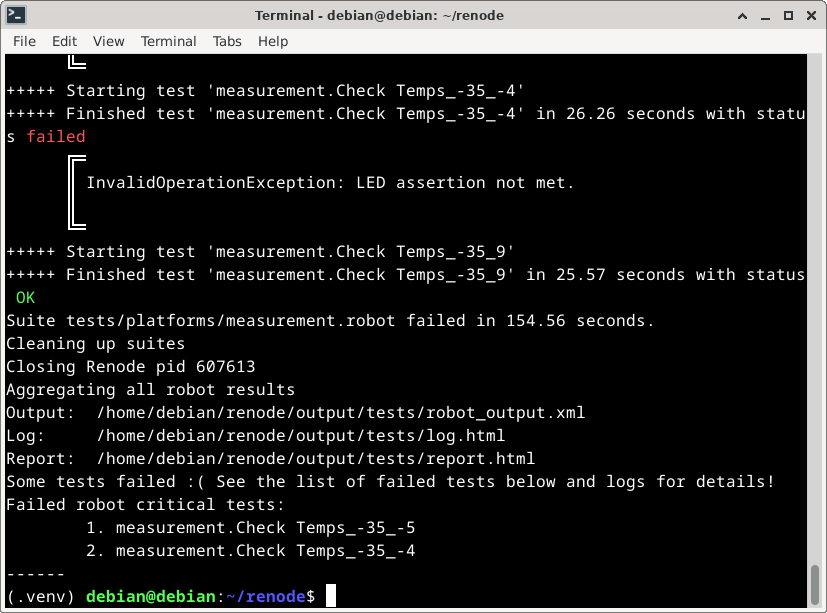 Terminal - debian@debian: ~/renode
File Edit View Terminal Tabs Help
+++++ Starting test 'measurement.Check Temps_-35_-4'
+++++ Finished test 'measurement.Check Temps_-35_-4' in 26.26 seconds with statu
s failed
InvalidOperationException: LED assertion not met.
+++++ Starting test 'measurement.Check Temps_-35_9'
+++++ Finished test 'measurement.Check Temps_-35_9' in 25.57 seconds with status
OK
Suite tests/platforms/measurement.robot failed in 154.56 seconds.
Cleaning up suites
Closing Renode pid 607613
Aggregating all robot results
Output:  /home/debian/renode/output/tests/robot_output.xml
Log:     /home/debian/renode/output/tests/log.html
Report:  /home/debian/renode/output/tests/report.html
Some tests failed :( See the list of failed tests below and logs for details!
Failed robot critical tests:
1. measurement.Check Temps_-35_-5
2. measurement.Check Temps_-35_-4
------
(.venv) debian@debian:~/renode$